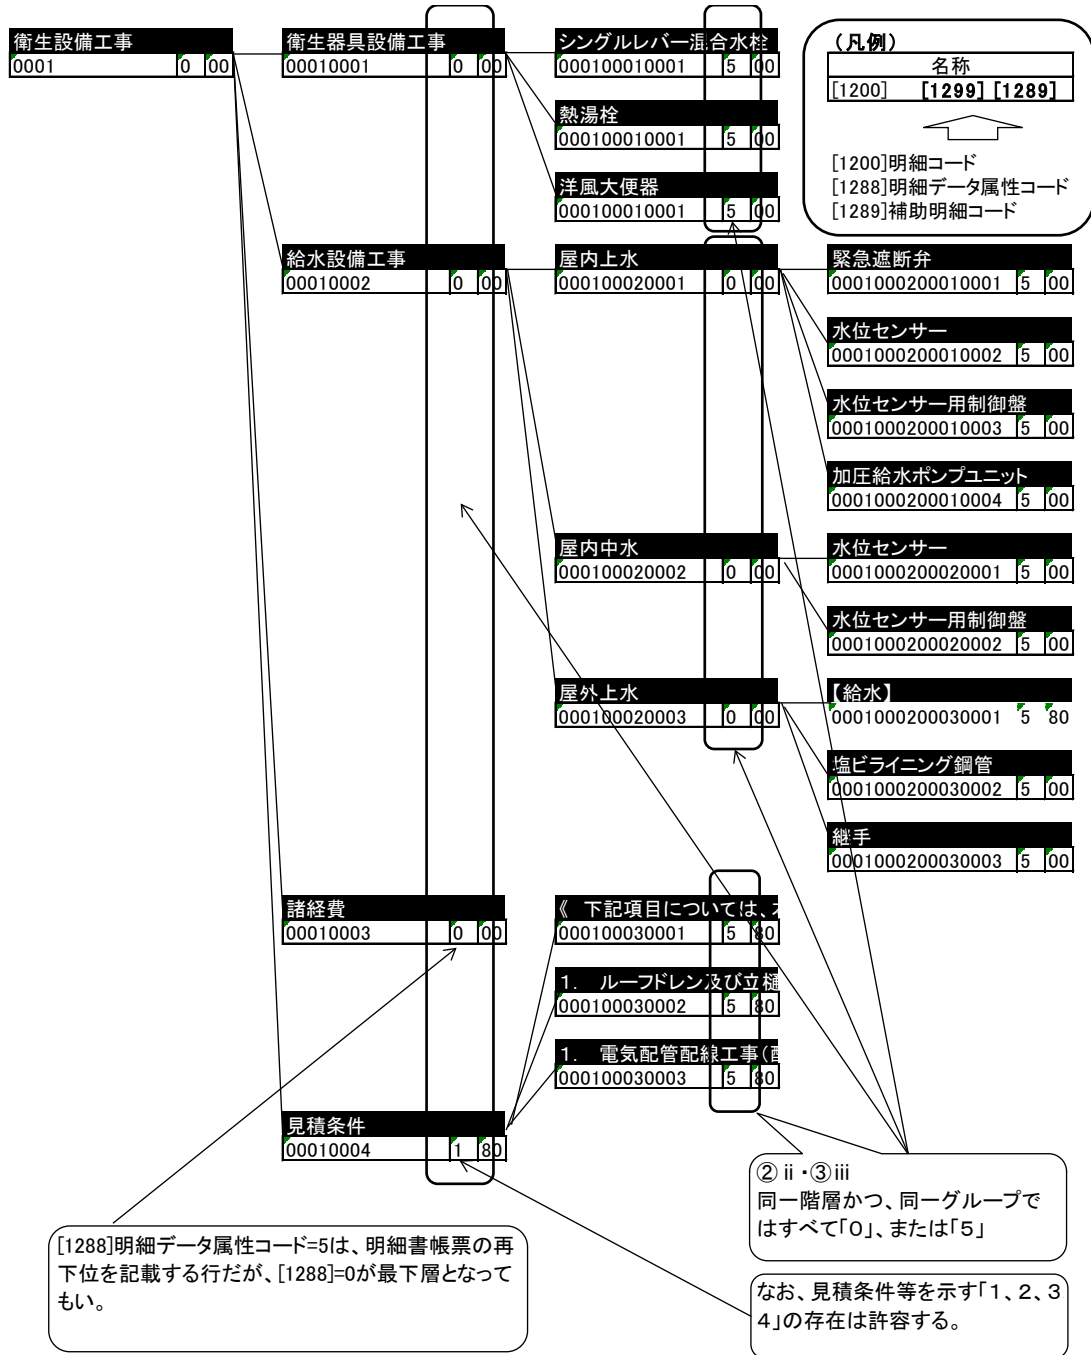 衛生設備工事
0001 0 00
衛生器具設備工事
00010001 0 00
シングルレバー混合水栓
000100010001 5 00
熱湯栓
000100010001 5 00
洋風大便器
000100010001 5 00
(凡例)
名称
[1200] [1299] [1289]
[1200]明細コード
[1288]明細データ属性コード
[1289]補助明細コード
給水設備工事
00010002 0 00
屋内上水
000100020001 0 00
緊急遮断弁
0001000200010001 5 00
水位センサー
0001000200010002 5 00
水位センサー用制御盤
0001000200010003 5 00
加圧給水ポンプユニット
0001000200010004 5 00
屋内中水
000100020002 0 00
水位センサー
0001000200020001 5 00
水位センサー用制御盤
0001000200020002 5 00
屋外上水
000100020003 0 00
【給水】
0001000200030001 5 80
塩ビライニング鋼管
0001000200030002 5 00
継手
0001000200030003 5 00
諸経費
00010003 0 00
《 下記項目については、
000100030001 5 80
1. ルーフドレン及び立樋
000100030002 5 80
1. 電気配管配線工事(
000100030003 5 80
見積条件
00010004 1 80
②ⅱ・③ⅲ
同一階層かつ、同一グループで
はすべて「0」、または「5」
[1288]明細データ属性コード=5は、明細書帳票の再
下位を記載する行だが、[1288]=0が最下層となって
もい。
なお、見積条件等を示す「1、2、3
4」の存在は許容する。